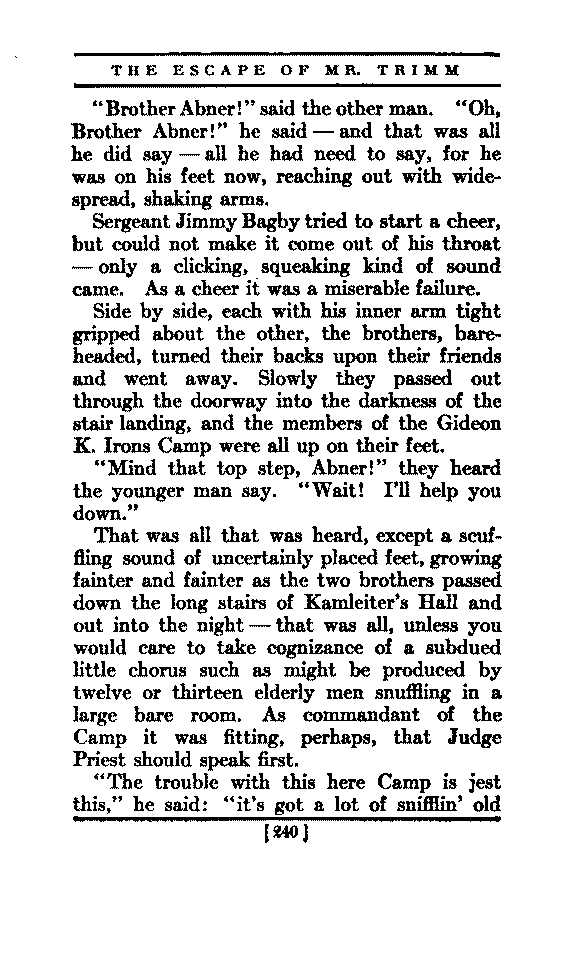 THE ESCAPE OF MR. TRIMM
"Brother Abner!" said the other man. "Oh,
Brother Abner!" he said — and that was all
he did say — all he had need to say, for he
was on his feet now, reaching out with wide-
spread, shaking arms.
Sergeant Jimmy Bagby tried to start a cheer,
but could not make it come out of his throat
— only a clicking, squeaking kind of sound
came. As a cheer it was a miserable failure.
Side by side, each with his inner arm tight
gripped about the other, the brothers, bare-
headed, turned their backs upon their friends
and went away. Slowly they passed out
through the doorway into the darkness of the
stair landing, and the members of the Gideon
K. Irons Camp were all up on their feet.
"Mind that top step, Abner!" they heard
the younger man say. "Wait! I'll help you
down."
That was all that was heard, except a scuf-
fling sound of uncertainly placed feet, growing
fainter and fainter as the two brothers passed
down the long stairs of Kamleiter's Hall and
out into the night — that was all, unless you
would care to take cognizance of a subdued
little chorus such as might be produced by
twelve or thirteen elderly men snuffling in a
large bare room. As commandant of the
Camp it was fitting, perhaps, that Judge
Priest should speak first.
"The trouble with this here Camp is jest
this," he said: "it's got a lot of snifflin' old
[240]